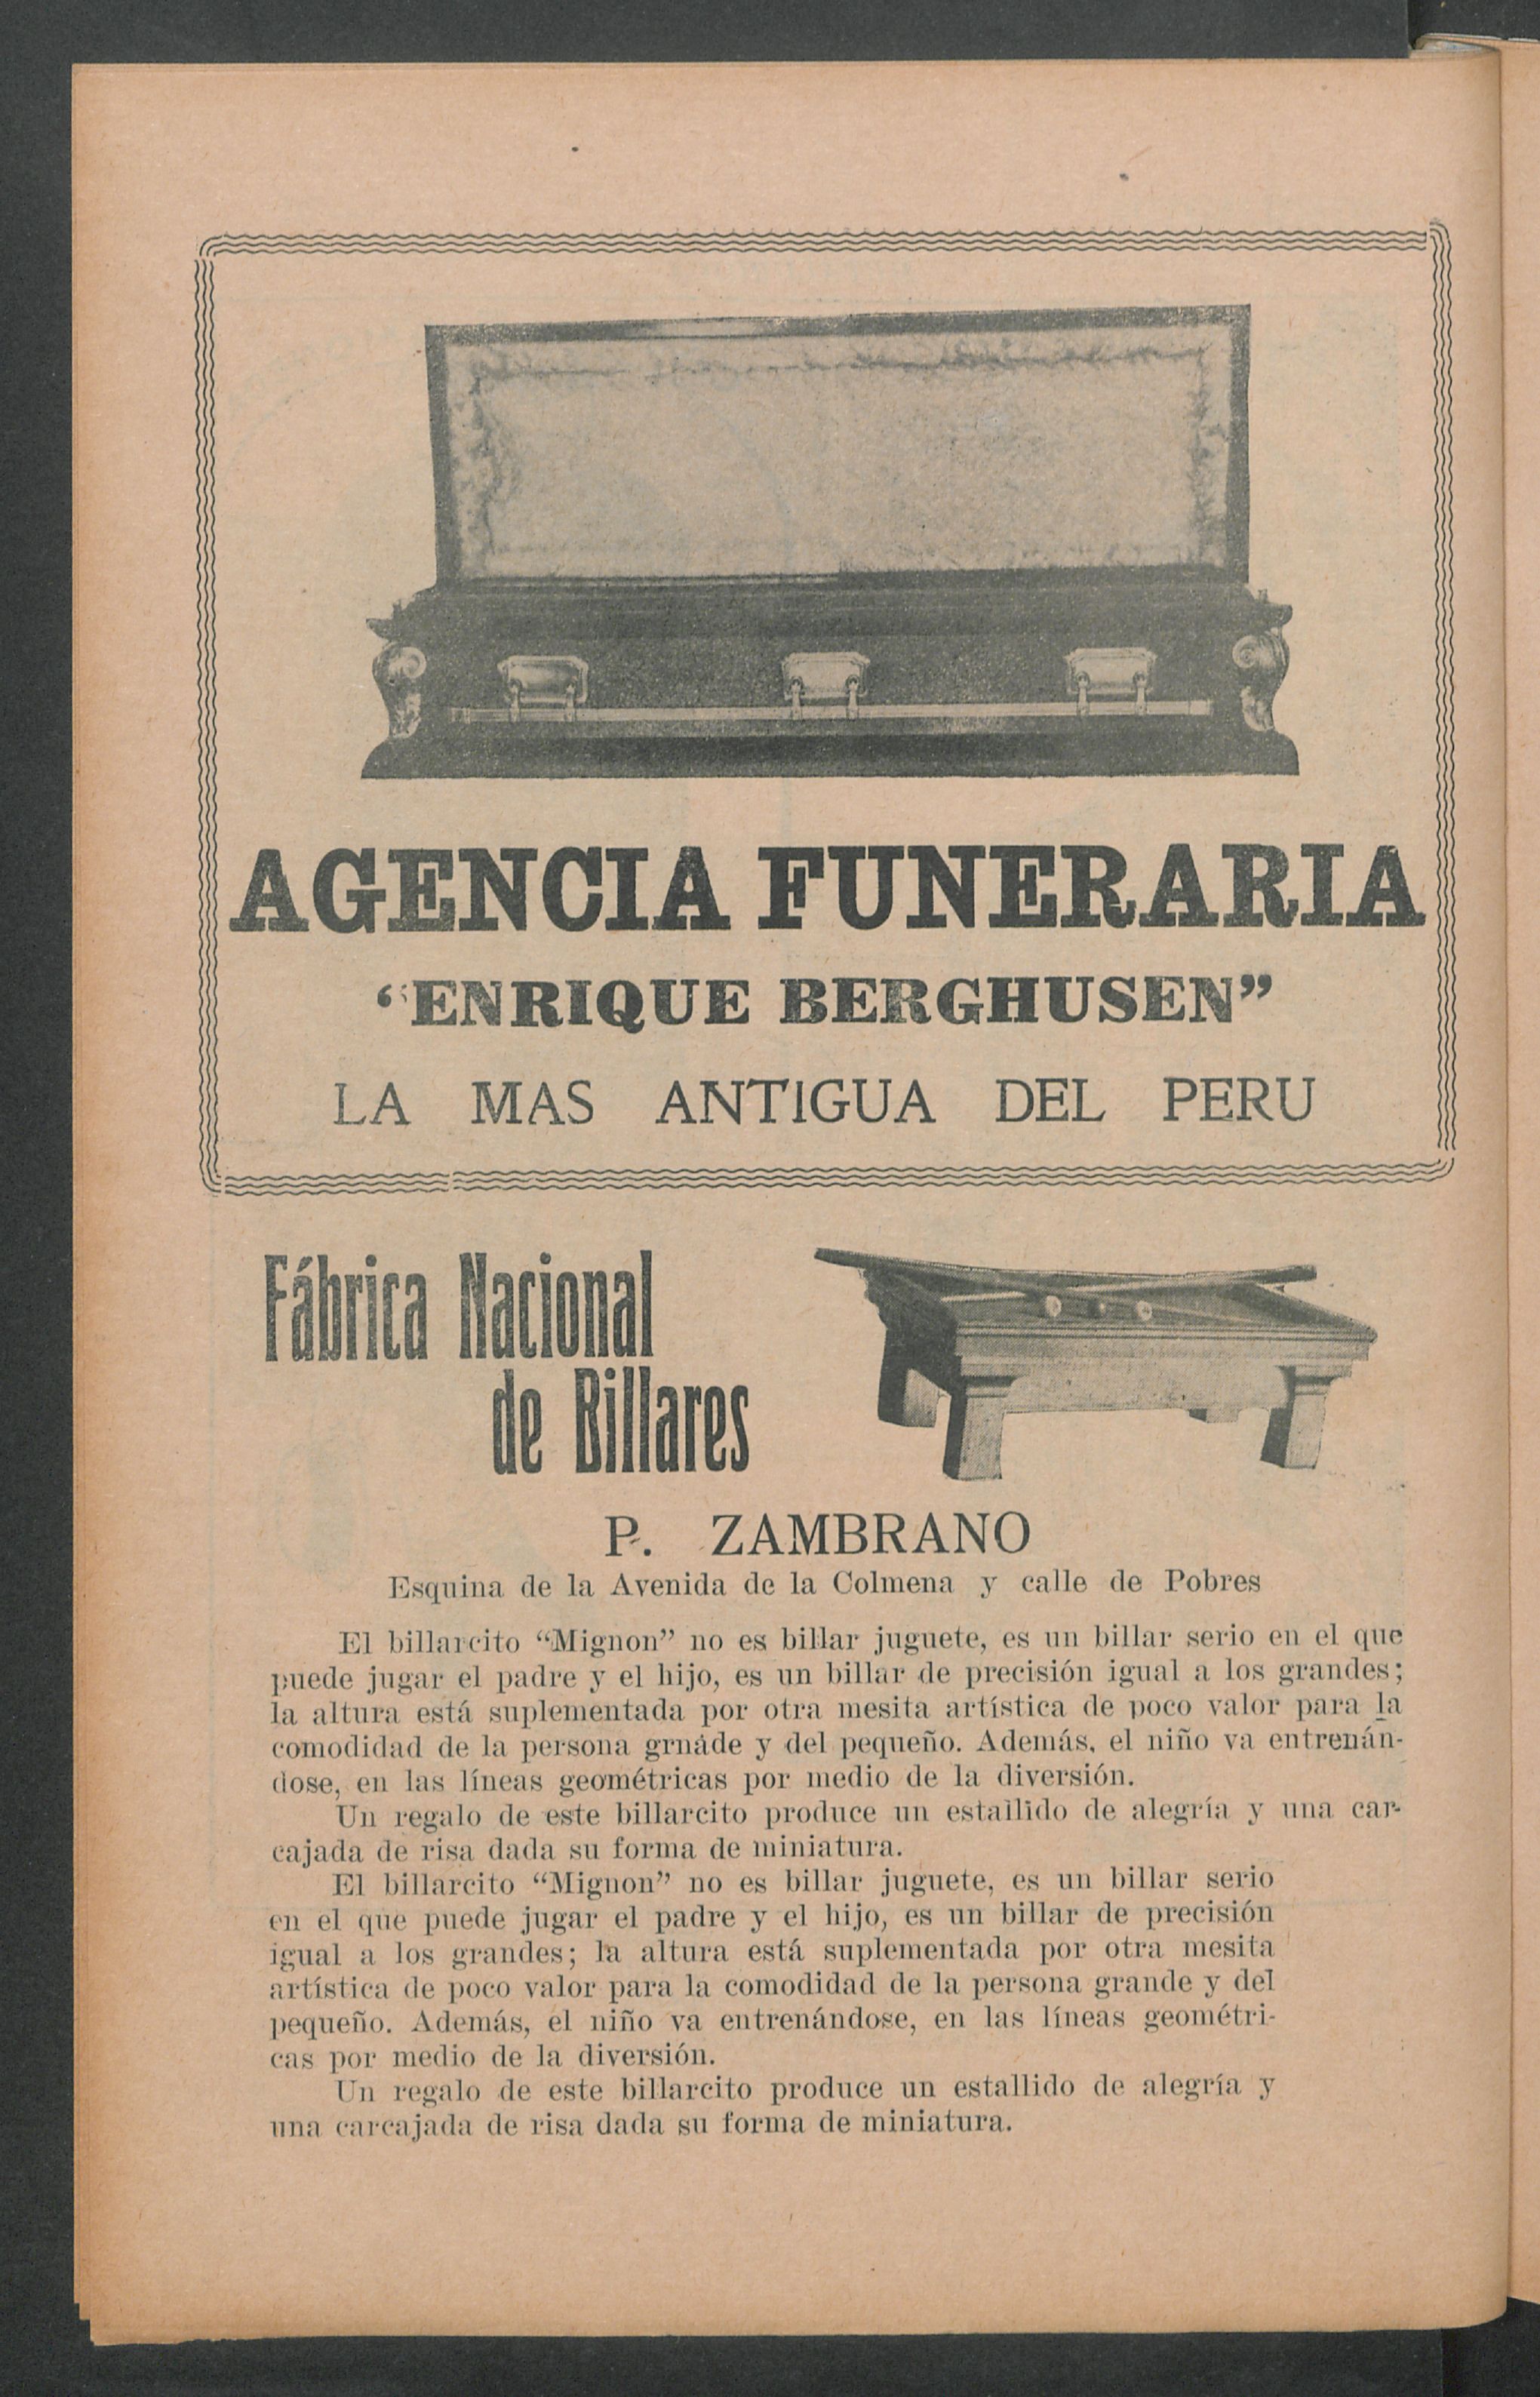 AGENCIA FUNERARIA
“ENRIQUE BERGHUSEN”
LA MAS ANTIGUA DEL PERU
Fábrica Nacional
de Billares
P. ZAMBRANO
Esquina de la Avenida de la Colmena y calle de Pobres
El billarcito “Mignon” no es billar juguete, es un billar serio en el que
puede jugar el padre y el hijo, es un billar de precisión igual a los grandes;
la altura está suplementada por otra mesita artística de poco valor para la
comodidad de la persona grnade y del pequeño. Además, el niño va entrenán-
dose, en las líneas geométricas por medio de la diversión.
Un regalo de este billarcito produce un estallido de alegría y una car-
cajada de risa dada su forma de miniatura.
El billarcito “Mignon” no es billar juguete, es un billar serio
en el que puede jugar el padre y el hijo, es un billar de precisión
igual a los grandes; la altura está suplementada por otra mesita
artística de poco valor para la comodidad de la persona grande y del
pequeño. Además, el niño va entrenándose, en las líneas geométri-
cas por medio de la diversión.
Un regalo de este billarcito produce un estallido de alegría y
una carcajada de risa dada su forma de miniatura.